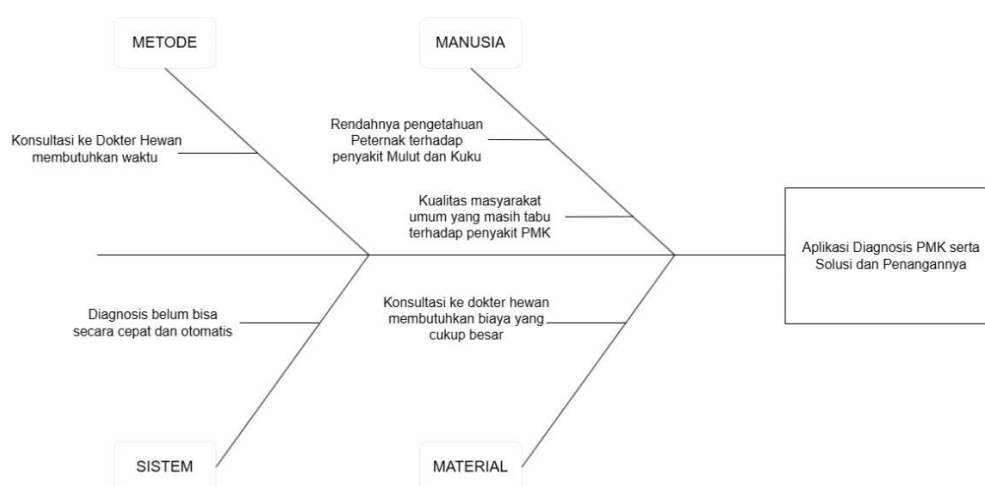 METODE
MANUSIA
Konsultasi ke Dokter Hewan
membutuhkan waktu
Rendahnya pengetahuan
Peternak terhadap
penyakit Mulut dan Kuku
Kualitas masyarakat
umum yang masih tabu
terhadap penyakit PMK
Aplikasi Diagnosis PMK serta
Solusi dan Penangannya
Diagnosis belum bisa
secara cepat dan otomatis
Konsultasi ke dokter hewan
membutuhkan biaya yang
cukup besar
SISTEM
MATERIAL